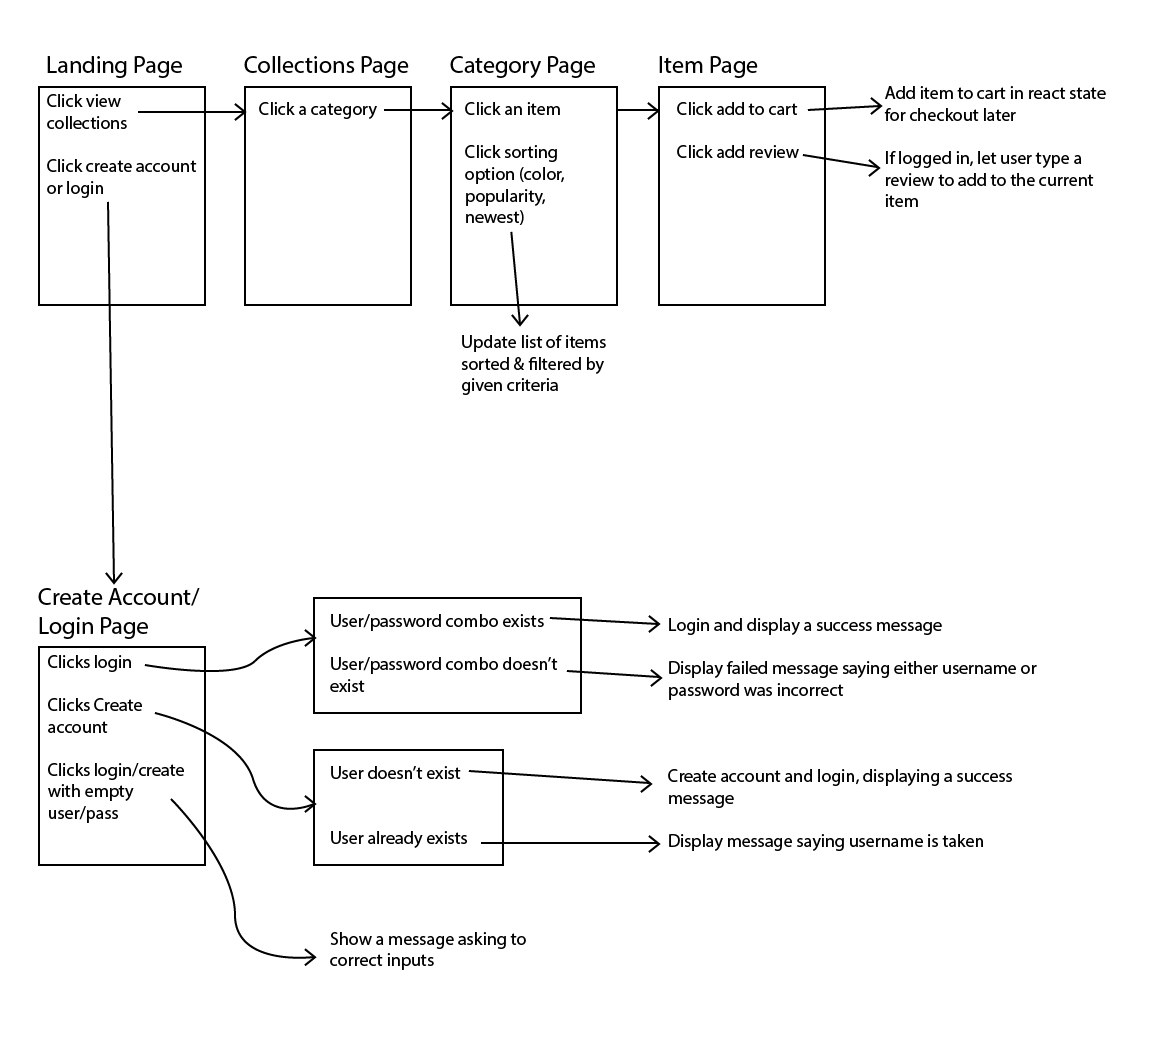 Landing Page
Click view
collections
Click create account
or login
Collections Page
Click a category
Category Page
Click an item
Click sorting
option (color,
popularity,
newest)
Update list of items
sorted & filtered by
given criteria
Item Page
Click add to cart
Click add review
Add item to cart in react state
for checkout later
If logged in, let user type a
review to add to the current
item
Create Account/
Login Page
Clicks login
Clicks Create
account
Clicks login/create
with empty
user/pass
User/password combo exists
User/password combo doesn't
exist
Login and display a success message
Display failed message saying either username or
password was incorrect
User doesn't exist
User already exists
Create account and login, displaying a success
message
Display message saying username is taken
Show a message asking to
correct inputs